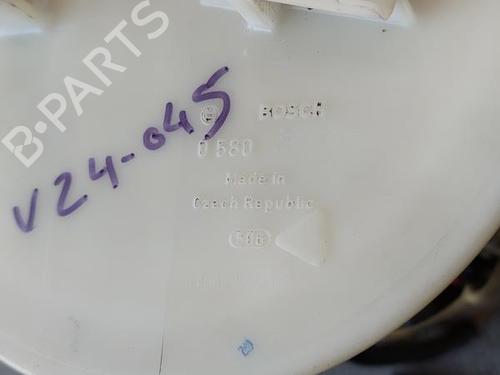 B-PARTS
V24-045
BOSCH
0 580
Made in
Czech Republic